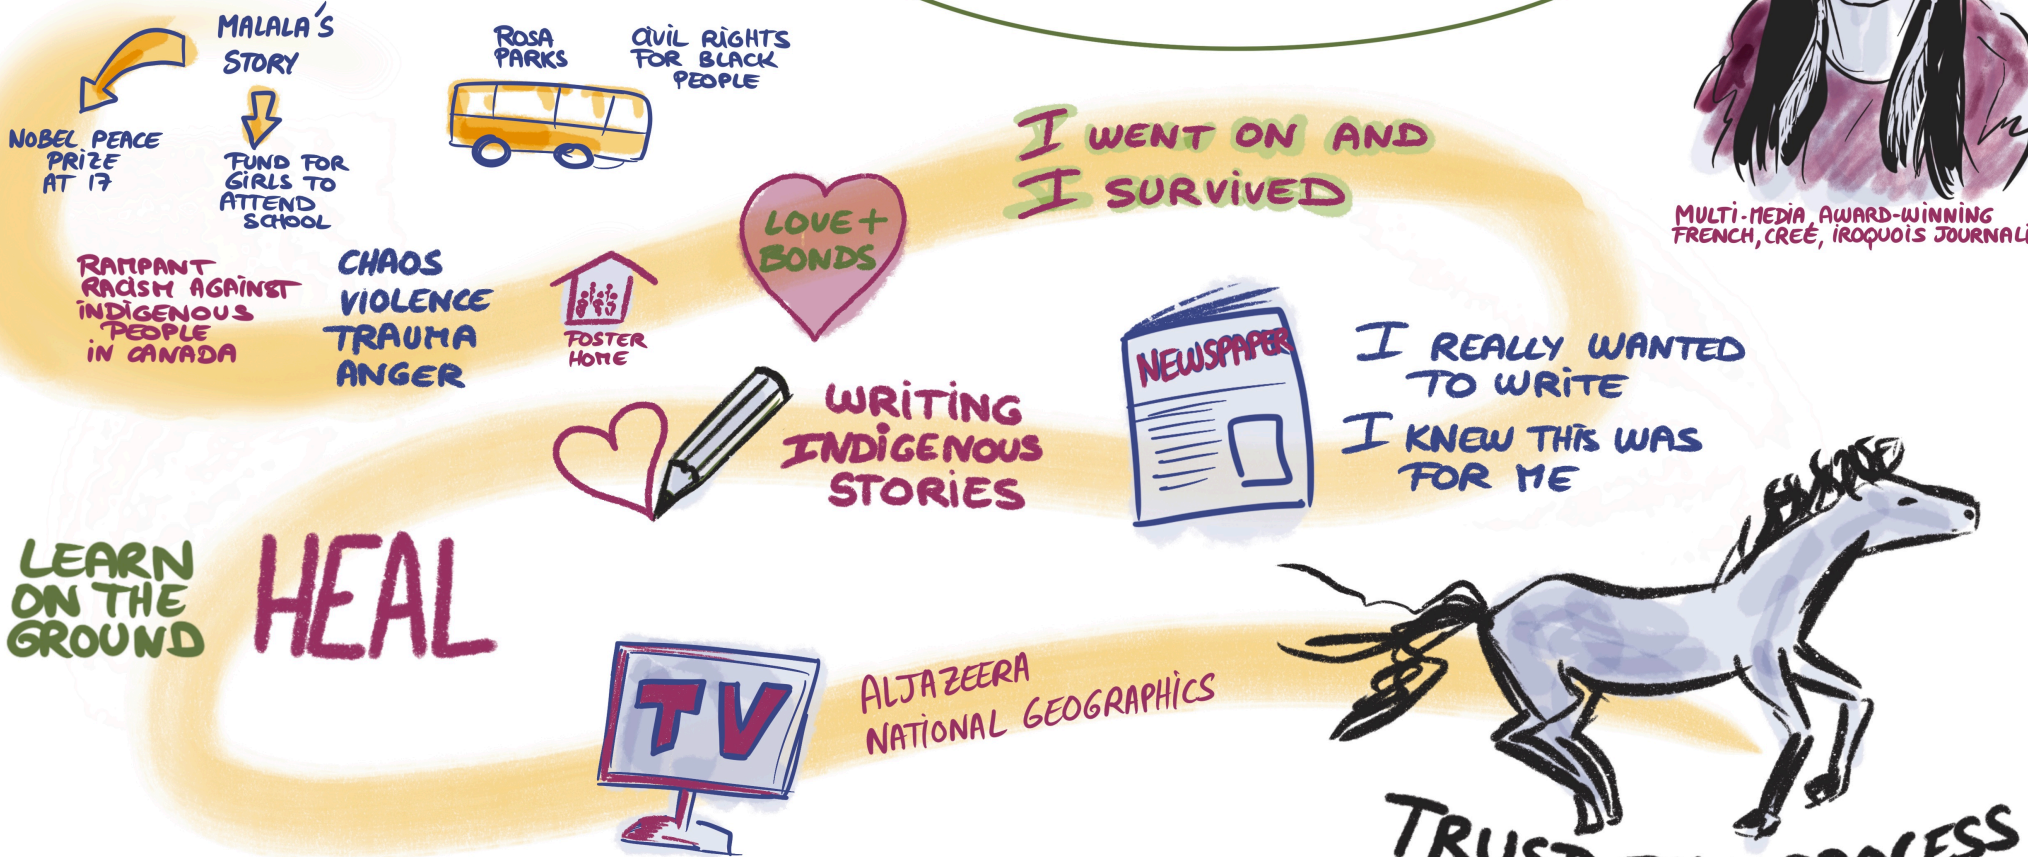 MALALA'S
STORY
NOBEL PEACE
PRIZE
AT 17
FUND FOR
GIRLS TO
ATTEND
SCHOOL
ROSA
PARKS
CIVIL RIGHTS
FOR BLACK
PEOPLE
RAMPANT
RACISM AGAINST
INDIGENOUS
PEOPLE
IN CANADA
CHAOS
VIOLENCE
TRAUMA
ANGER
FOSTER
HOME
LOVE +
BONDS
I WENT ON AND
I SURVIVED
MULTI-MEDIA, AWARD-WINNING
FRENCH, CREE, IROQUOIS JOURNALI
NEWSPAPER
I REALLY WANTED
TO WRITE
I KNEW THIS WAS
FOR ME
WRITING
INDIGENOUS
STORIES
LEARN
ON THE
GROUND
HEAL
TV
ALJAZEERA
NATIONAL GEOGRAPHICS
TRUST